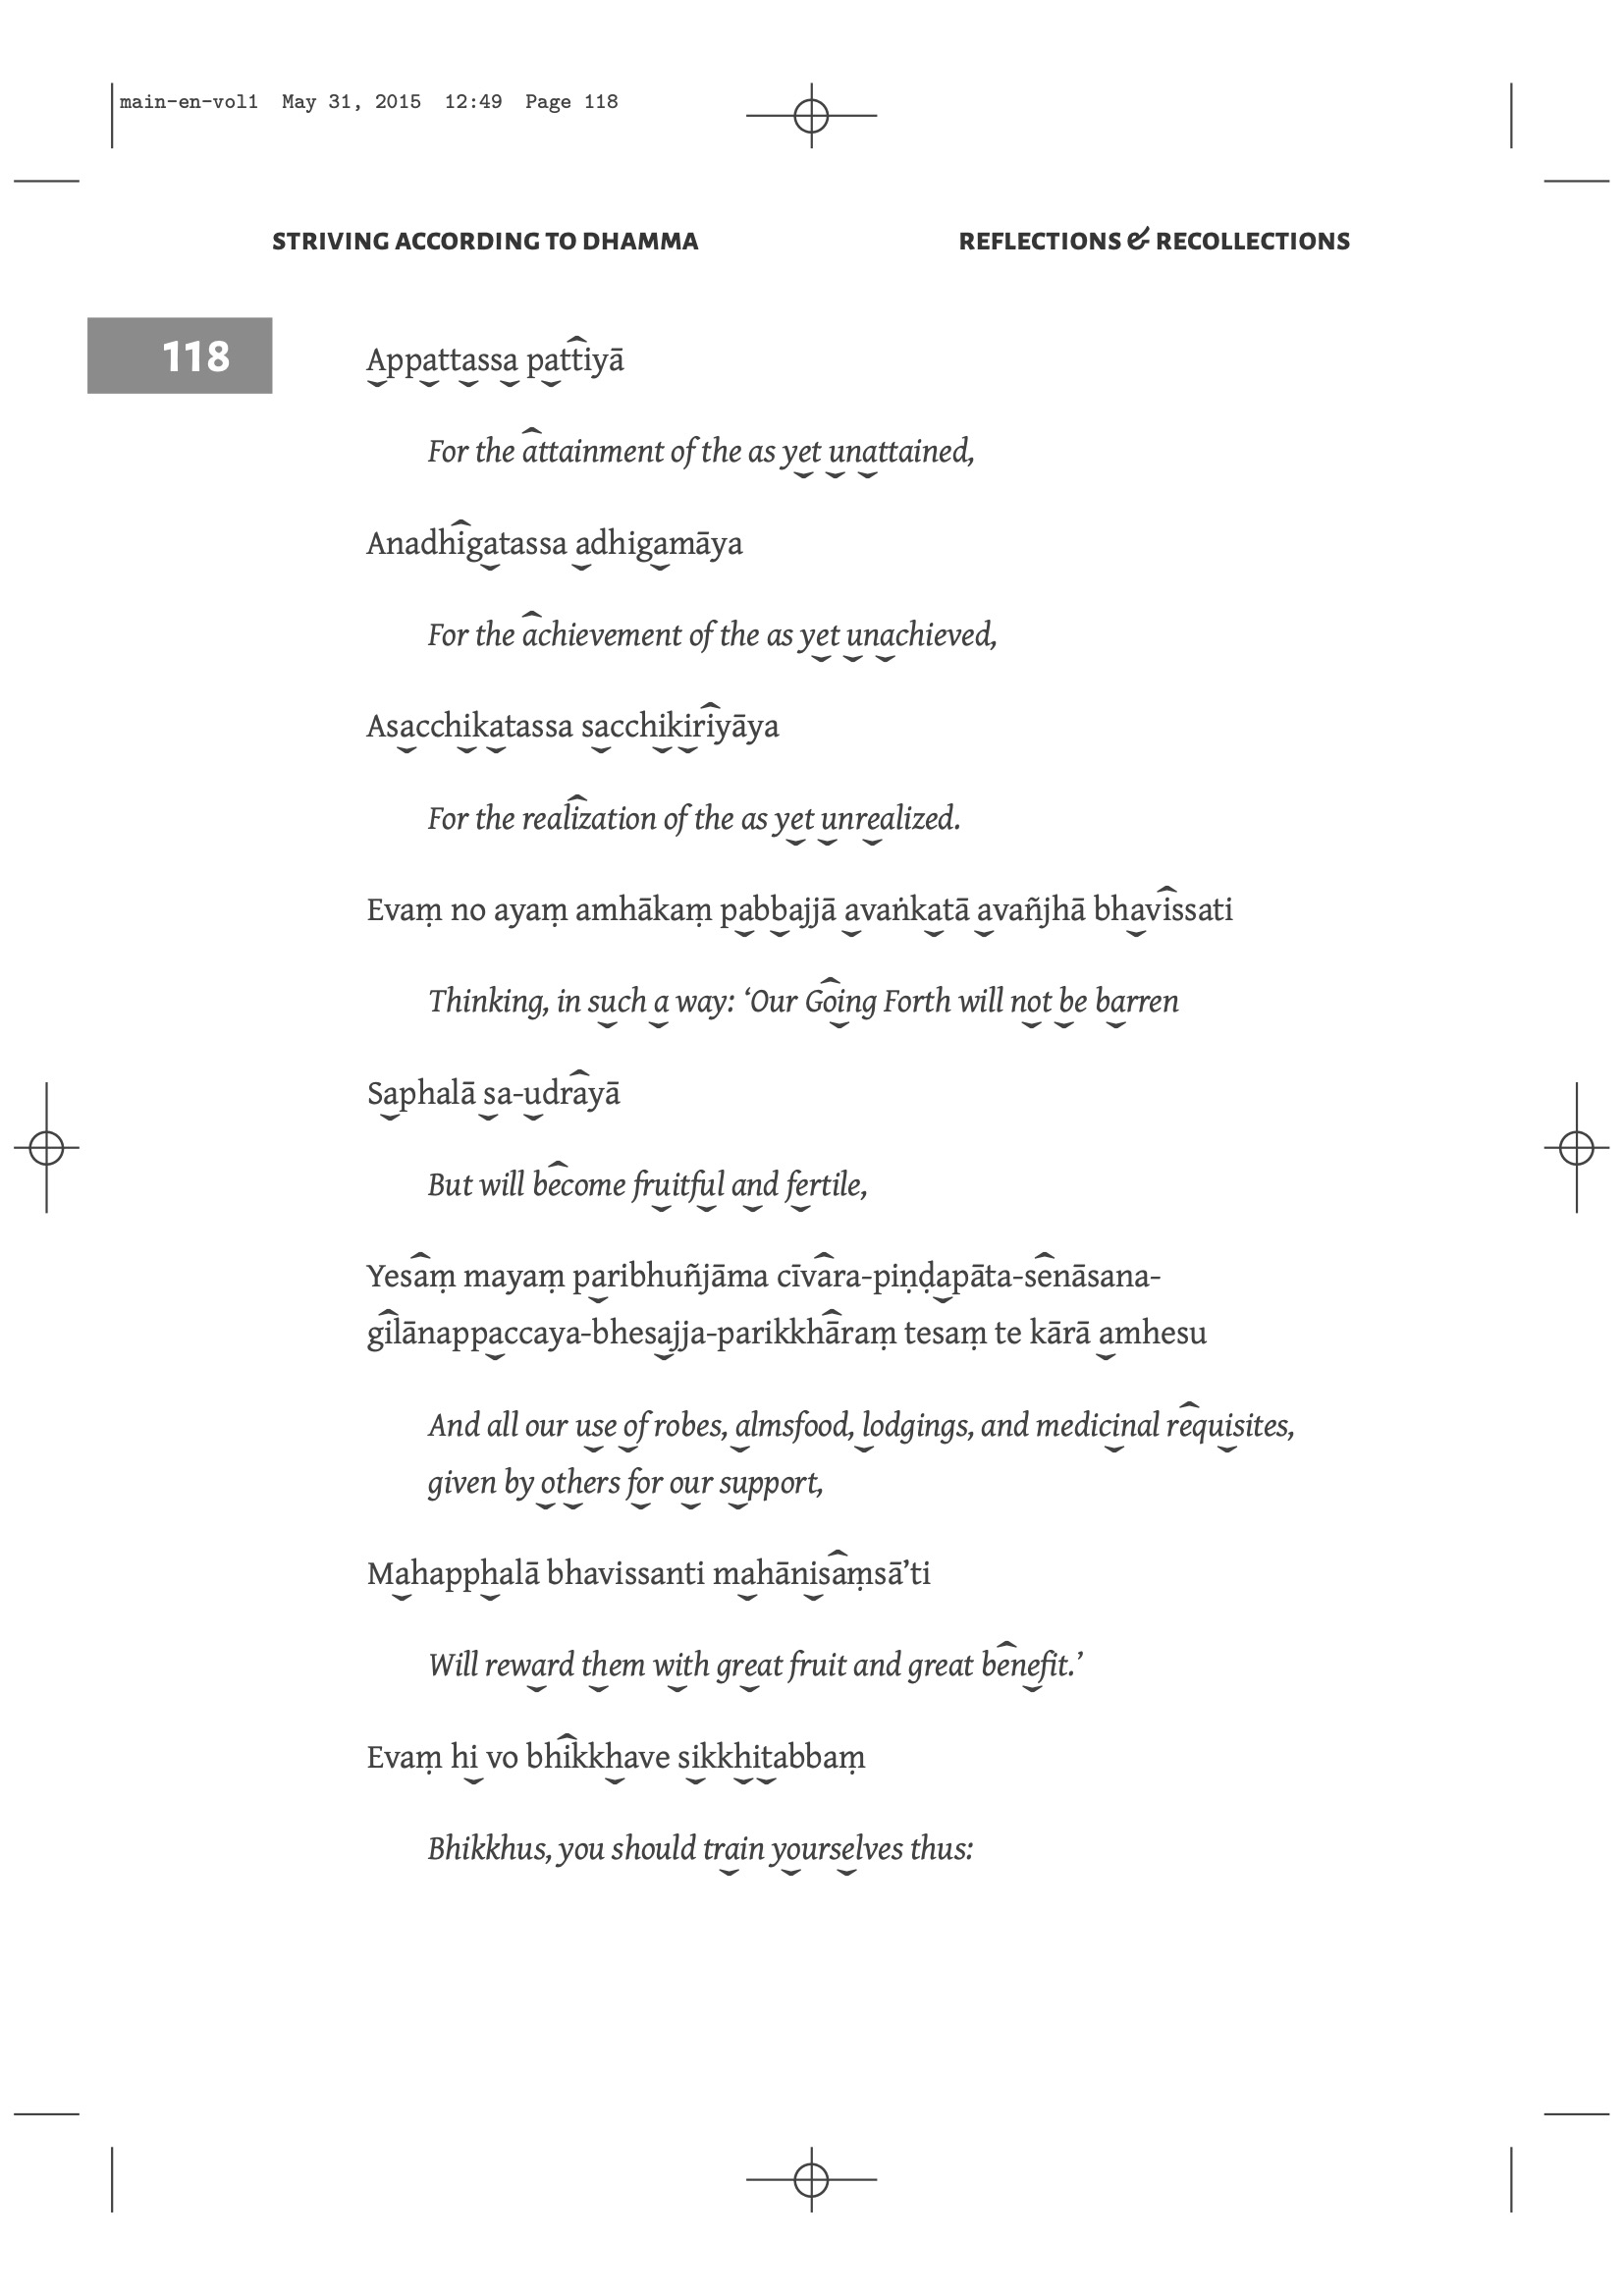 main-en-vol1 May 31, 2015 12:49 Page 118
STRIVING ACCORDING TO DHAMMA REFLECTIONS & RECOLLECTIONS
118
Appattassa pattiyā
For the attainment of the as yet unattained,
Anadhigatassa adhigamāya
For the achievement of the as yet unachieved,
Asacchikatassa sacchikiriyāya
For the realization of the as yet unrealized.
Evaṃ no ayaṃ amhākaṃ pabbajjā avaṅkatā avañjhā bhavissati
Thinking, in such a way: ‘Our Going Forth will not be barren
Saphalā sa-udrayā
But will become fruitful and fertile,
Yesaṃ mayaṃ paribhuñjāma cīvara-piṇḍapāta-senāsana-
gilānappaccaya-bhesajja-parikkhāraṃ tesaṃ te kārā amhesu
And all our use of robes, almsfood, lodgings, and medicinal requisites,
given by others for our support,
Mahapphalā bhavissanti mahānisaṃsā’ti
Will reward them with great fruit and great benefit.’
Evaṃ hi vo bhikkhave sikkhitabbaṃ
Bhikkhus, you should train yourselves thus: